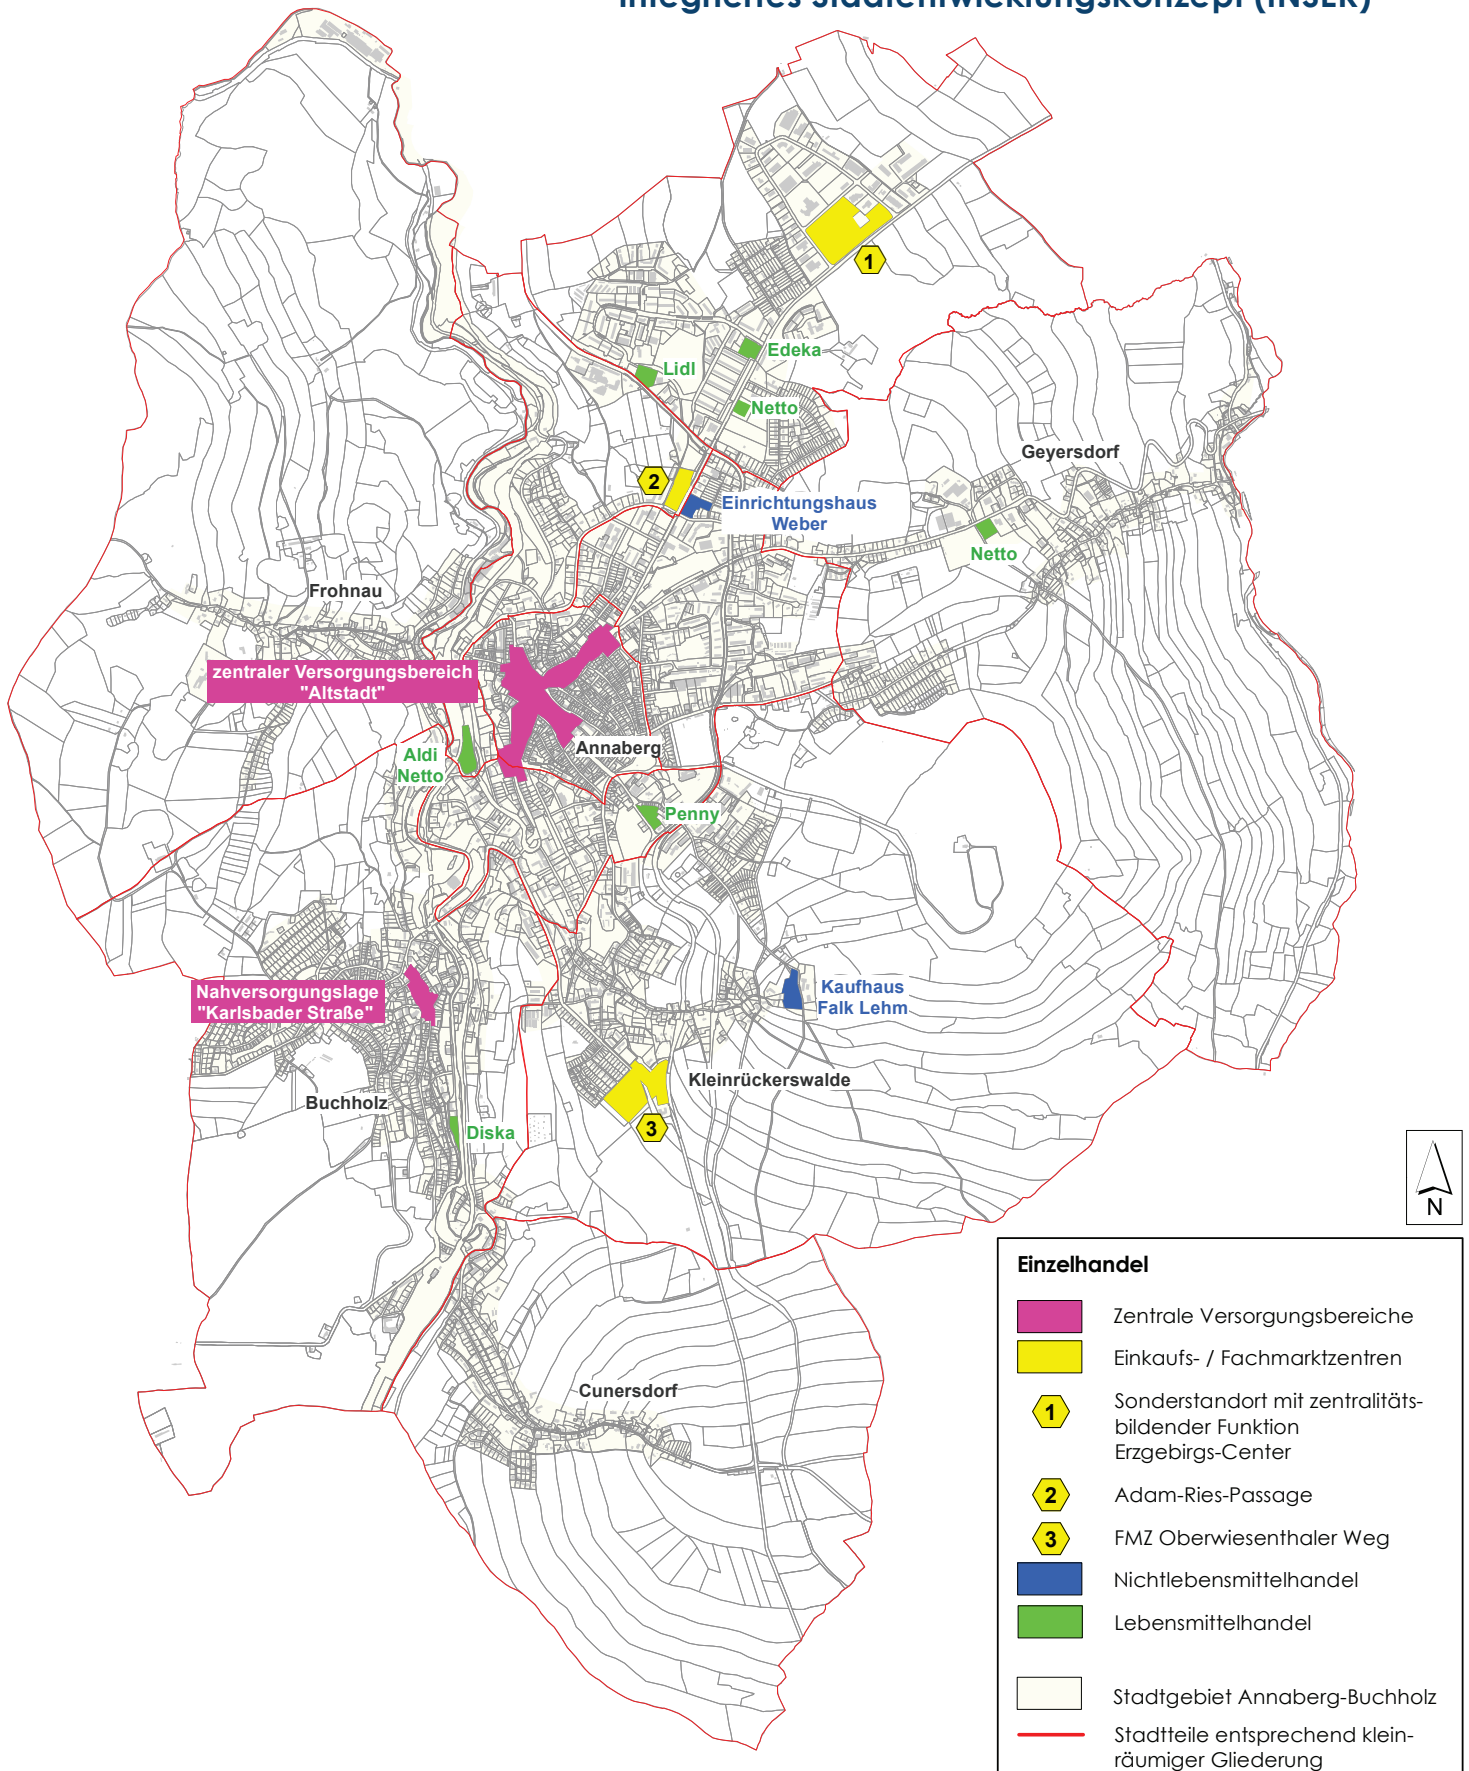 Integriertes Stadtentwicklungskonzept (INSEK)
1
Edeka
Lidl
Netto
Geyersdorf
2
Einrichtungshaus
Weber
Netto
Frohnau
zentraler Versorgungsbereich
"Altstadt"
Annaberg
Aldi
Netto
Penny
Nahversorgungslage
"Karlsbader Straße"
Kaufhaus
Falk Lehm
Kleinrückerswalde
Buchholz
3
Diska
N
Cunersdorf
Einzelhandel
Zentrale Versorgungsbereiche
Einkaufs- / Fachmarktzentren
1 Sonderstandort mit zentralitäts-
bildender Funktion
Erzgebirgs-Center
2 Adam-Ries-Passage
3 FMZ Oberwiesenthaler Weg
Nichtlebensmittelhandel
Lebensmittelhandel
Stadtgebiet Annaberg-Buchholz
Stadtteile entsprechend klein-
räumiger Gliederung